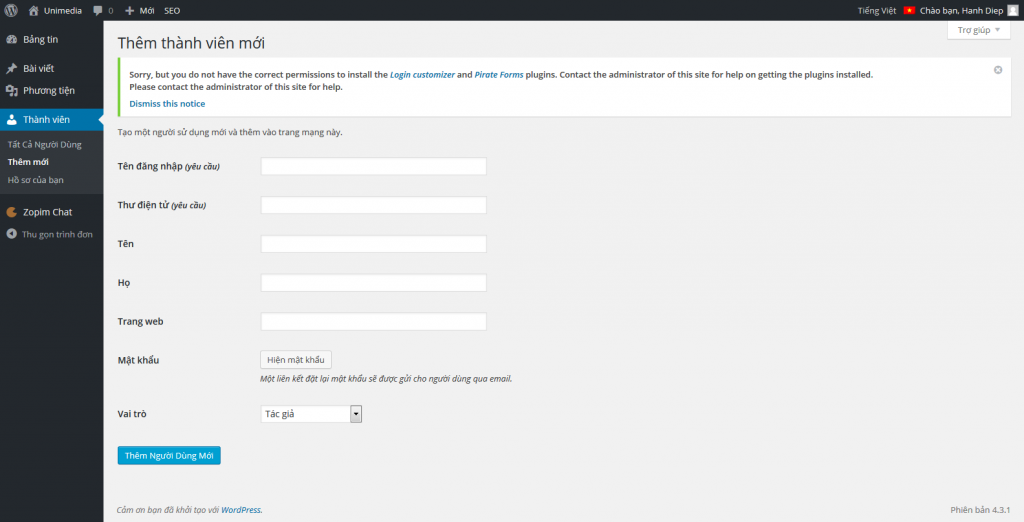 Unimedia 0 Mới SEO Tiếng Việt Chào bạn, Hanh Diep
Trợ giúp
Bảng tin
Bài viết
Phương tiện
Thành viên
Tất Cả Người Dùng
Thêm mới
Hồ sơ của bạn
Zopim Chat
Thu gọn trình đơn
Thêm thành viên mới
Sorry, but you do not have the correct permissions to install the Login customizer and Pirate Forms plugins. Contact the administrator of this site for help on getting the plugins installed.
Please contact the administrator of this site for help.
Dismiss this notice
Tạo một người sử dụng mới và thêm vào trang mạng này.
Tên đăng nhập (yêu cầu)
Thư điện tử (yêu cầu)
Tên
Họ
Trang web
Mật khẩu Hiện mật khẩu
Một liên kết đặt lại mật khẩu sẽ được gửi cho người dùng qua email.
Vai trò Tác giả
Thêm Người Dùng Mới
Cảm ơn bạn đã khởi tạo với WordPress. Phiên bản 4.3.1